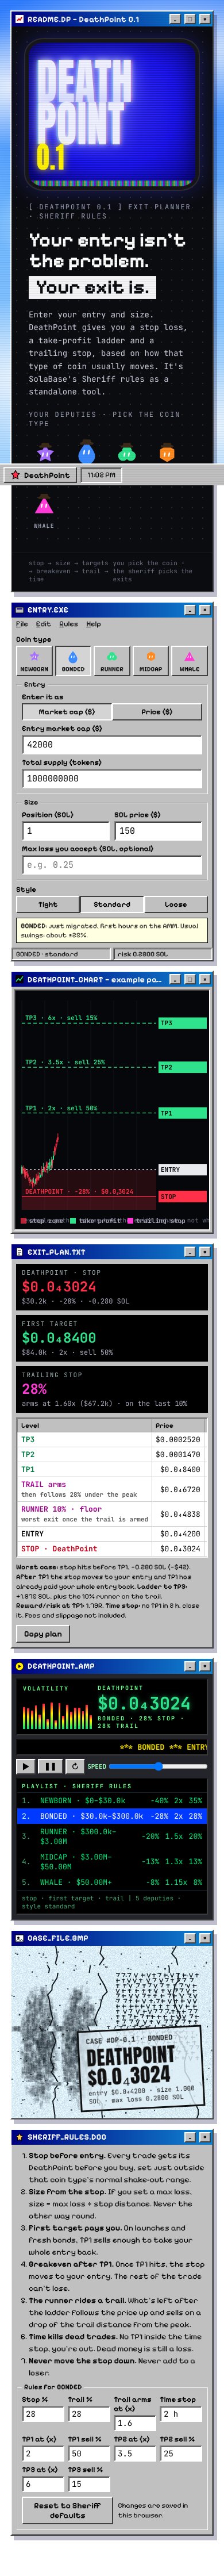 README.DP - DeathPoint 0.1
DEATH
POINT
0.1
[ DEATHPOINT 0.1 ] EXIT PLANNER
· SHERIFF RULES
Your entry isn't
the problem.
Your exit is.
Enter your entry and size.
DeathPoint gives you a stop loss,
a take-profit ladder and a
trailing stop, based on how that
type of coin usually moves. It's
SolaBase's Sheriff rules as a
standalone tool.
YOUR DEPUTIES · PICK THE COIN
TYPE
DeathPoint
11:02 PM
WHALE
stop → size → targets
→ breakeven → trail →
time
you pick the coin ·
the sheriff picks the
exits
ENTRY.EXE
File Edit Rules Help
Coin type
NEWBORN BONDED RUNNER MIDCAP WHALE
Entry
Enter it as
Market cap ($) Price ($)
Entry market cap ($)
42000
Total supply (tokens)
1000000000
Size
Position (SOL) SOL price ($)
1 150
Max loss you accept (SOL, optional)
e.g. 0.25
Style
Tight Standard Loose
BONDED: Just migrated, first hours on the AMM. Usual
swings: about ±28%.
BONDED · standard risk 0.2800 SOL
DEATHPOINT_CHART - example pa...
TP3 · 6x · sell 15% TP3
TP2 · 3.5x · sell 25% TP2
TP1 · 2x · sell 50% TP1
ENTRY
DEATHPOINT · -28% · $0.0₄3024 STOP
stop zone take profit trailing stop
EXIT_PLAN.TXT
DEATHPOINT · STOP
$0.0₄3024
$30.2k · -28% · -0.280 SOL
FIRST TARGET
$0.0₄8400
$84.0k · 2x · sell 50%
TRAILING STOP
28%
arms at 1.60x ($67.2k) · on the last 10%
Level Price
TP3 $0.0002520
TP2 $0.0001470
TP1 $0.0₄8400
TRAIL arms
then follows 28% under the peak
$0.0₄6720
RUNNER 10% · floor
worst exit once the trail is armed
$0.0₄4838
ENTRY $0.0₄4200
STOP · DeathPoint $0.0₄3024
Worst case: stop hits before TP1, -0.280 SOL (-$42).
After TP1 the stop moves to your entry and TP1 has
already paid your whole entry back. Ladder to TP3:
+1.875 SOL, plus the 10% runner on the trail.
Reward/risk at TP1: 1.79R. Time stop: no TP1 in 2 h, close
it. Fees and slippage not included.
Copy plan
DEATHPOINT_AMP
VOLATILITY
DEATHPOINT
$0.0₄3024
BONDED · 28% STOP ·
28% TRAIL
*** BONDED *** ENTRY
SPEED
PLAYLIST · SHERIFF RULES
1. NEWBORN · $0–$30.0k -40% 2x 35%
2. BONDED · $30.0k–$300.0k -28% 2x 28%
3. RUNNER · $300.0k–
$3.00M
-20% 1.5x 20%
4. MIDCAP · $3.00M–
$50.00M
-13% 1.3x 13%
5. WHALE · $50.00M+ -8% 1.15x 8%
stop · first target · trail | 5 deputies ·
style standard
CASE_FILE.BMP
CASE #DP-0.1 · BONDED
DEATHPOINT
$0.0₄3024
entry $0.0₄4200 · size 1.000
SOL · max loss 0.2800 SOL
SHERIFF_RULES.DOC
1. Stop before entry. Every trade gets its
DeathPoint before you buy, set just outside
that coin type's normal shake-out range.
2. Size from the stop. If you set a max loss,
size = max loss ÷ stop distance. Never the
other way round.
3. First target pays you. On launches and
fresh bonds, TP1 sells enough to take your
whole entry back.
4. Breakeven after TP1. Once TP1 hits, the stop
moves to your entry. The rest of the trade
can't lose.
5. The runner rides a trail. What's left after
the ladder follows the price up and sells on a
drop of the trail distance from the peak.
6. Time kills dead trades. No TP1 inside the time
stop, you're out. Dead money is still a loss.
7. Never move the stop down. Never add to a
loser.
Rules for BONDED
Stop % Trail % Trail arms
at (x)
Time stop
28 28 1.6 2 h
TP1 at (x) TP1 sell % TP2 at (x) TP2 sell %
2 50 3.5 25
TP3 at (x) TP3 sell %
6 15
Reset to Sheriff
defaults
Changes are saved in
this browser.